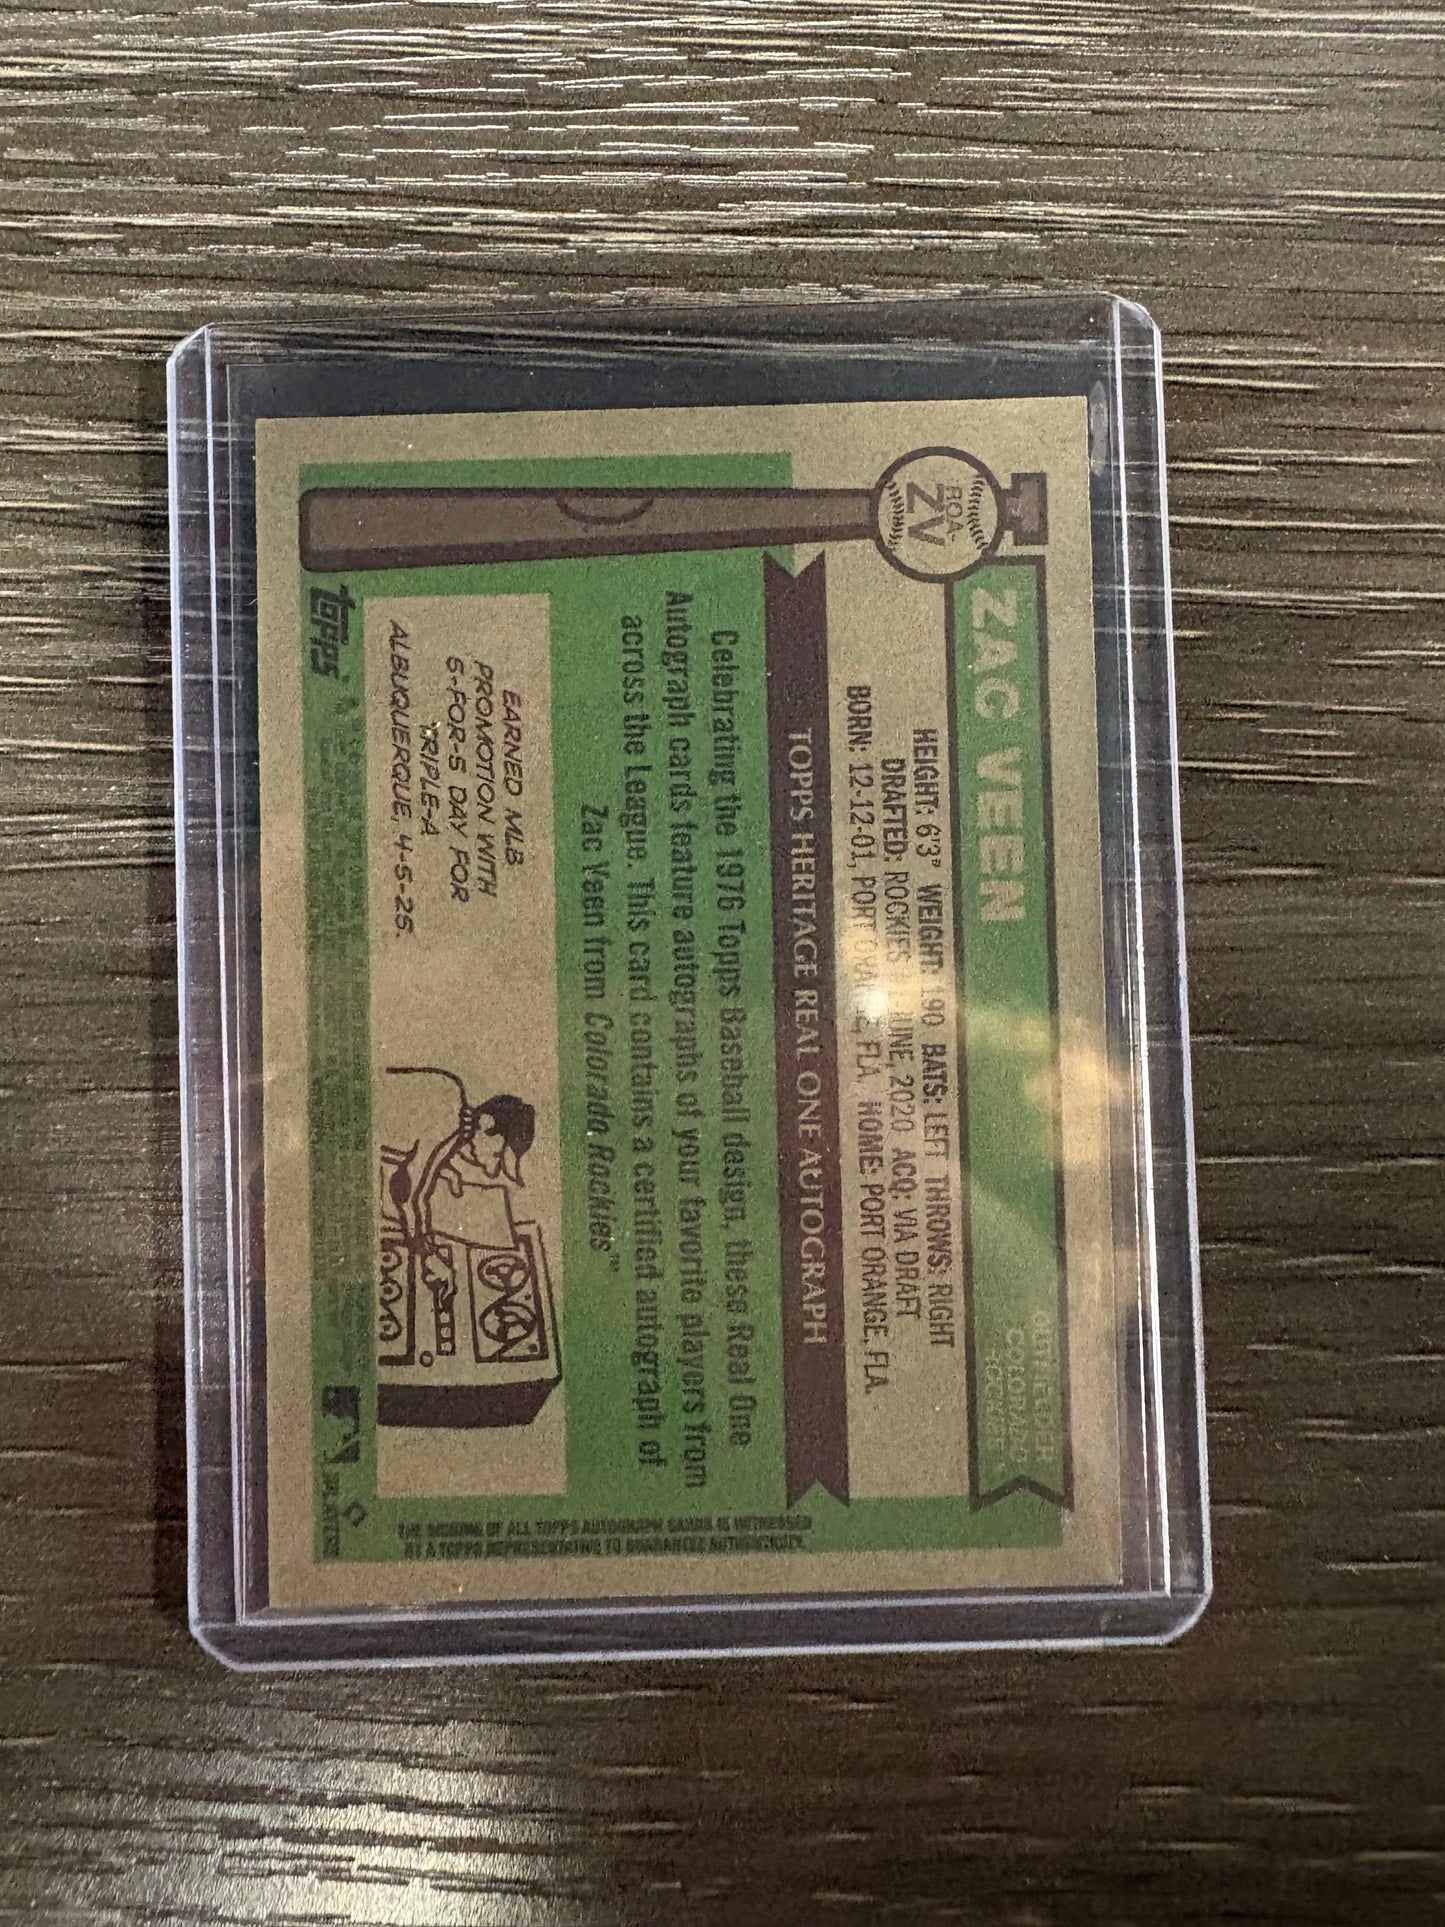 ROA-
ZV
ZAC VEEN
OUTFIELDER
COLORADO
ROCKIES
HEIGHT: 6'3" WEIGHT: 190 BATS: LEFT THROWS: RIGHT
DRAFTED: ROCKIES JUNE, 2020 ACQ: VIA DRAFT
BORN: 12-12-01, PORT ORANGE, FLA. HOME: PORT ORANGE, FLA.
TOPPS HERITAGE REAL ONE AUTOGRAPH
Celebrating the 1976 Topps Baseball design, these Real One
Autograph cards feature autographs of your favorite players from
across the League. This card contains a certified autograph of
Zac Veen from Colorado Rockies™
EARNED MLB
PROMOTION WITH
5-FOR-5 DAY FOR
TRIPLE-A
ALBUQUERQUE, 4-5-25.
THE SIGNING OF ALL TOPPS AUTOGRAPH CARDS IS WITNESSED
BY A TOPPS REPRESENTATIVE TO GUARANTEE AUTHENTICITY.
Topps